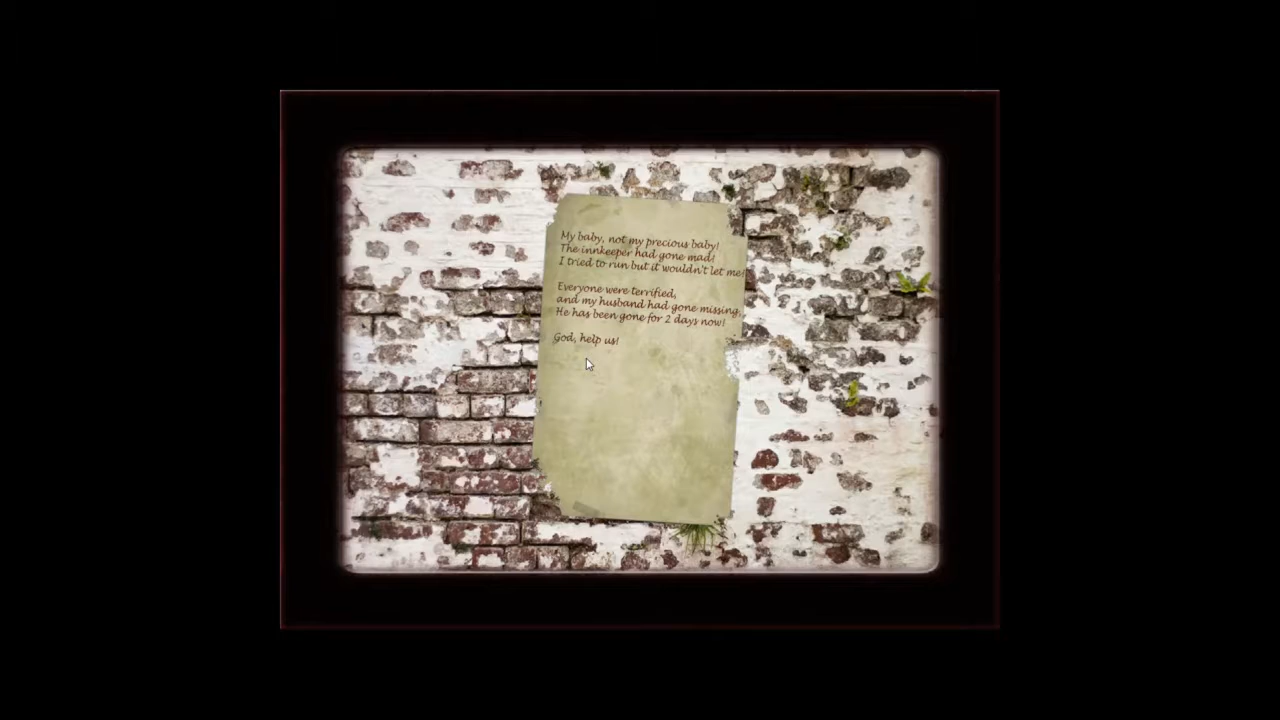 My baby, not my precious baby!
The innkeeper had gone mad!
I tried to run but it wouldn't let me!
Everyone were terrified,
and my husband had gone missing.
He has been gone for 2 days now!
God, help us!